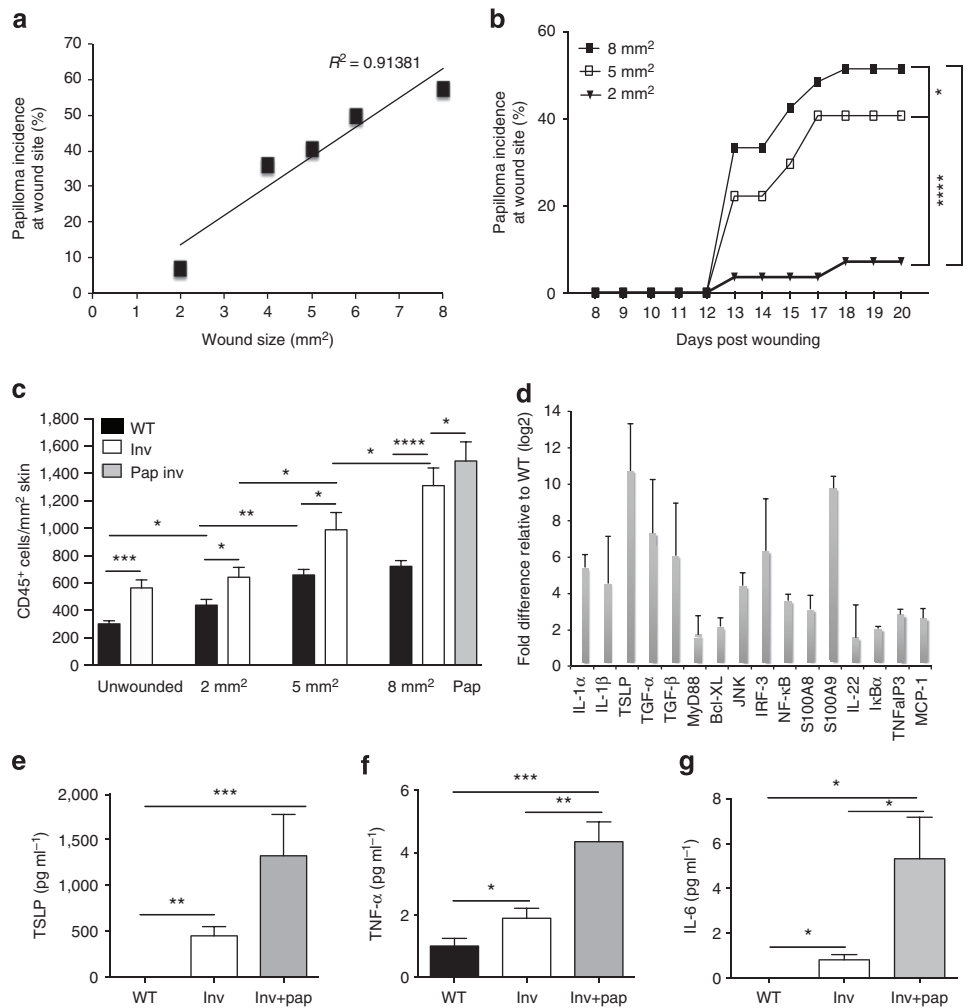 a
Papilloma incidence
at wound site (%)
70
60
50
40
30
20
10
0
R² = 0.91381
0 1 2 3 4 5 6 7 8
Wound size (mm²)
b
Papilloma incidence
at wound site (%)
60
40
20
0
8 mm²
5 mm²
2 mm²
*
****
8 9 10 11 12 13 14 15 17 18 19 20
Days post wounding
c
CD45⁺ cells/mm² skin
1,800
1,600
1,400
1,200
1,000
800
600
400
200
0
WT
Inv
Pap inv
***
*
*
**
*
*
*
****
*
Unwounded 2 mm² 5 mm² 8 mm² Pap
d
Fold difference relative to WT (log2)
14
12
10
8
6
4
2
0
IL-1α
IL-1β
TSLP
TGF-α
TGF-β
MyD88
Bcl-XL
JNK
IRF-3
NF-κB
S100A8
S100A9
IL-22
IκBα
TNFaIP3
MCP-1
e
TSLP (pg ml⁻¹)
2,000
1,500
1,000
500
0
***
**
WT Inv Inv+pap
f
TNF-α (pg ml⁻¹)
6
4
2
0
***
**
*
WT Inv Inv+pap
g
IL-6 (pg ml⁻¹)
8
6
4
2
0
*
*
*
WT Inv Inv+pap